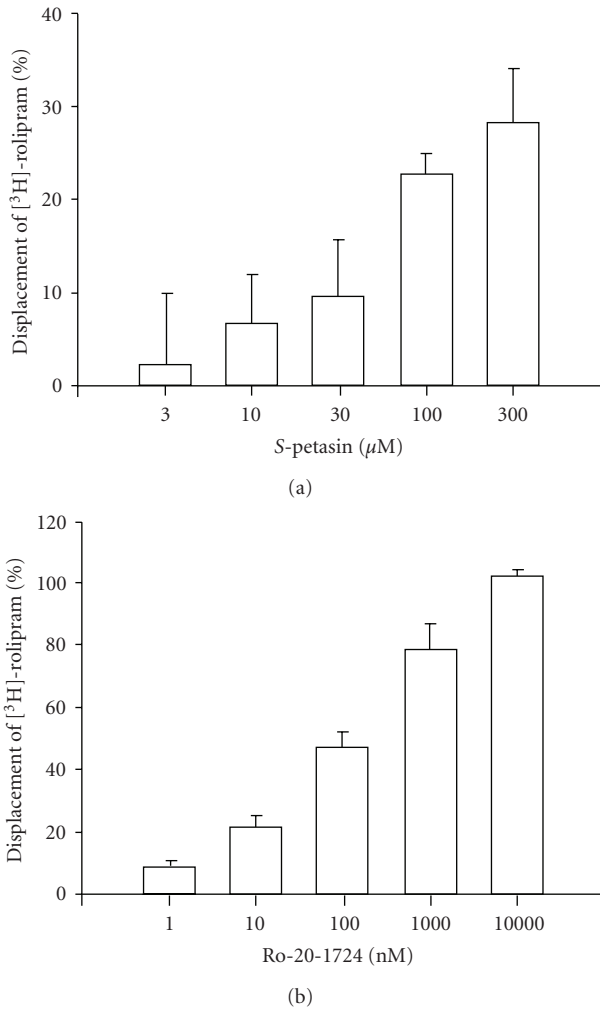 Displacement of [³H]-rolipram (%)
40
30
20
10
0
3 10 30 100 300
S-petasin (μM)
(a)
Displacement of [³H]-rolipram (%)
120
100
80
60
40
20
0
1 10 100 1000 10000
Ro-20-1724 (nM)
(b)